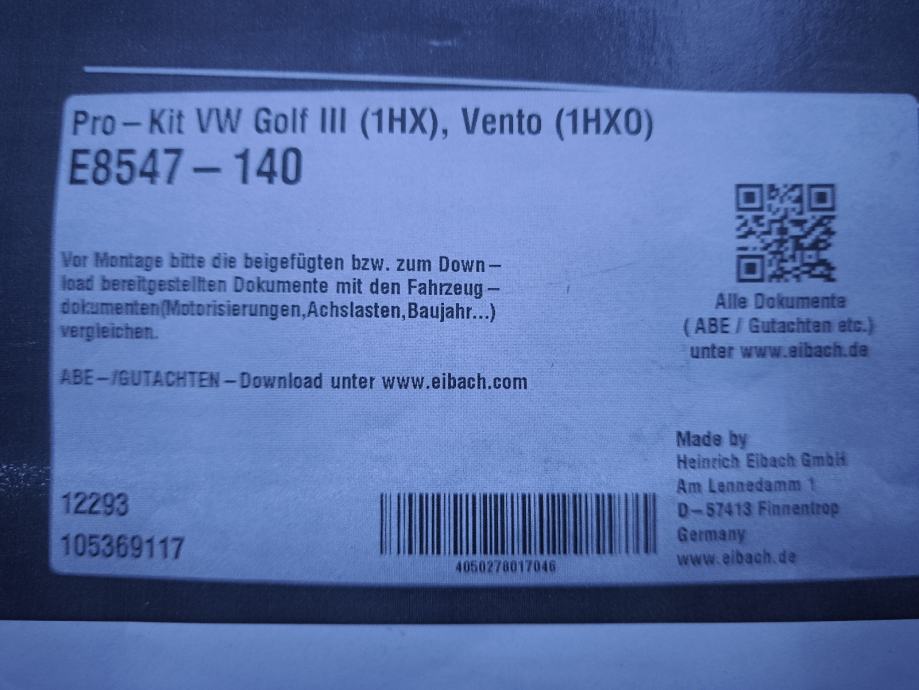 Pro-Kit VW Golf III (1HX), Vento (1HXO)
E8547-140
Vor Montage bitte die beigefügten bzw. zum Down-
load bereitgestellten Dokumente mit den Fahrzeug-
dokumenten(Motorisierungen,Achslasten,Baujahr...)
vergleichen.
ABE-/GUTACHTEN-Download unter www.eibach.com
Alle Dokumente
( ABE / Gutachten etc.)
unter www.eibach.de
12293
105369117
4050278017046
Made by
Heinrich Eibach GmbH
Am Lennedamm 1
D-57413 Finnentrop
Germany
www.eibach.de